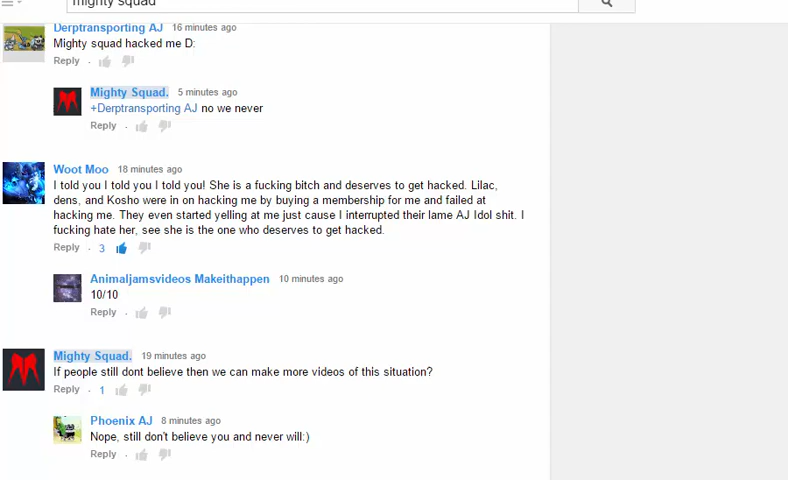 mighty squad
Derptransporting AJ 16 minutes ago
Mighty squad hacked me D:
Reply
Mighty Squad. 5 minutes ago
+Derptransporting AJ no we never
Reply
Woot Moo 18 minutes ago
I told you I told you I told you! She is a fucking bitch and deserves to get hacked. Lilac,
dens, and Kosho were in on hacking me by buying a membership for me and failed at
hacking me. They even started yelling at me just cause I interrupted their lame AJ Idol shit. I
fucking hate her, see she is the one who deserves to get hacked.
Reply 3
Animaljamsvideos Makeithappen 10 minutes ago
10/10
Reply
Mighty Squad. 19 minutes ago
If people still dont believe then we can make more videos of this situation?
Reply 1
Phoenix AJ 8 minutes ago
Nope, still don't believe you and never will:)
Reply